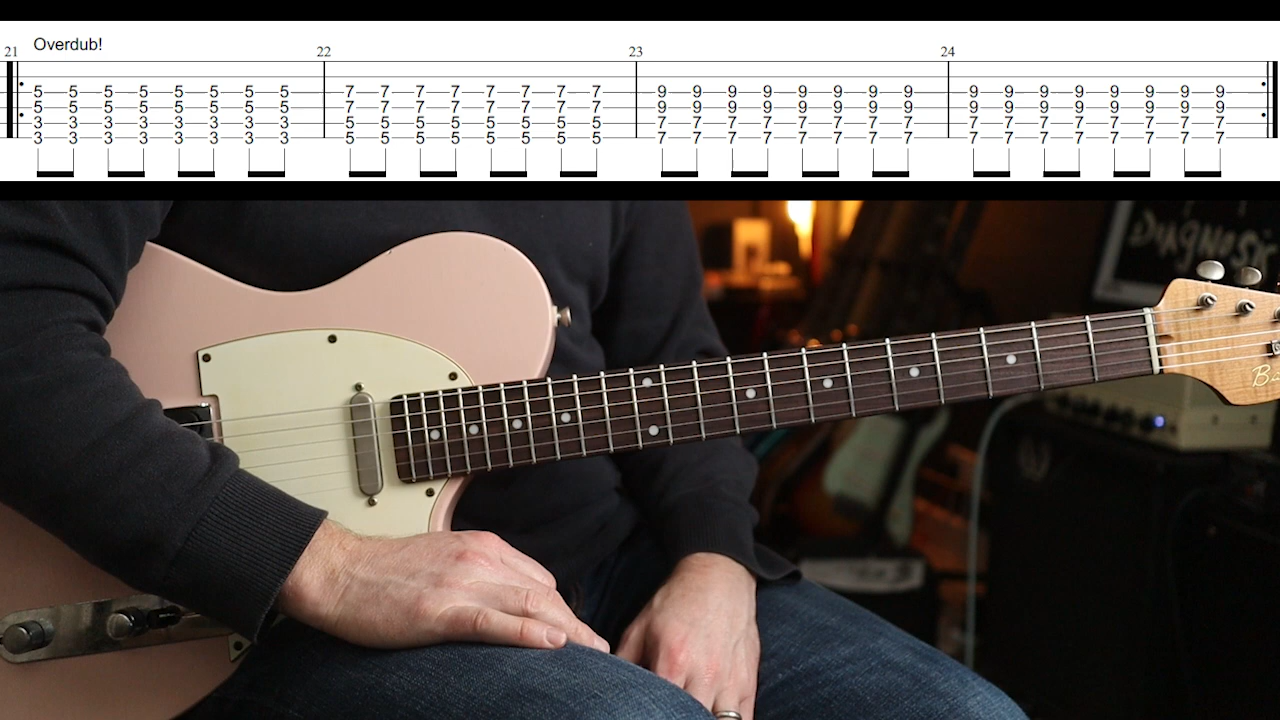 Overdub!
21 22 23 24
5 5 5 5 5 5 5 5 7 7 7 7 7 7 7 7 9 9 9 9 9 9 9 9 9 9 9 9 9 9 9 9
5 5 5 5 5 5 5 5 7 7 7 7 7 7 7 7 9 9 9 9 9 9 9 9 9 9 9 9 9 9 9 9
3 3 3 3 3 3 3 3 5 5 5 5 5 5 5 5 7 7 7 7 7 7 7 7 7 7 7 7 7 7 7 7
3 3 3 3 3 3 3 3 5 5 5 5 5 5 5 5 7 7 7 7 7 7 7 7 7 7 7 7 7 7 7 7